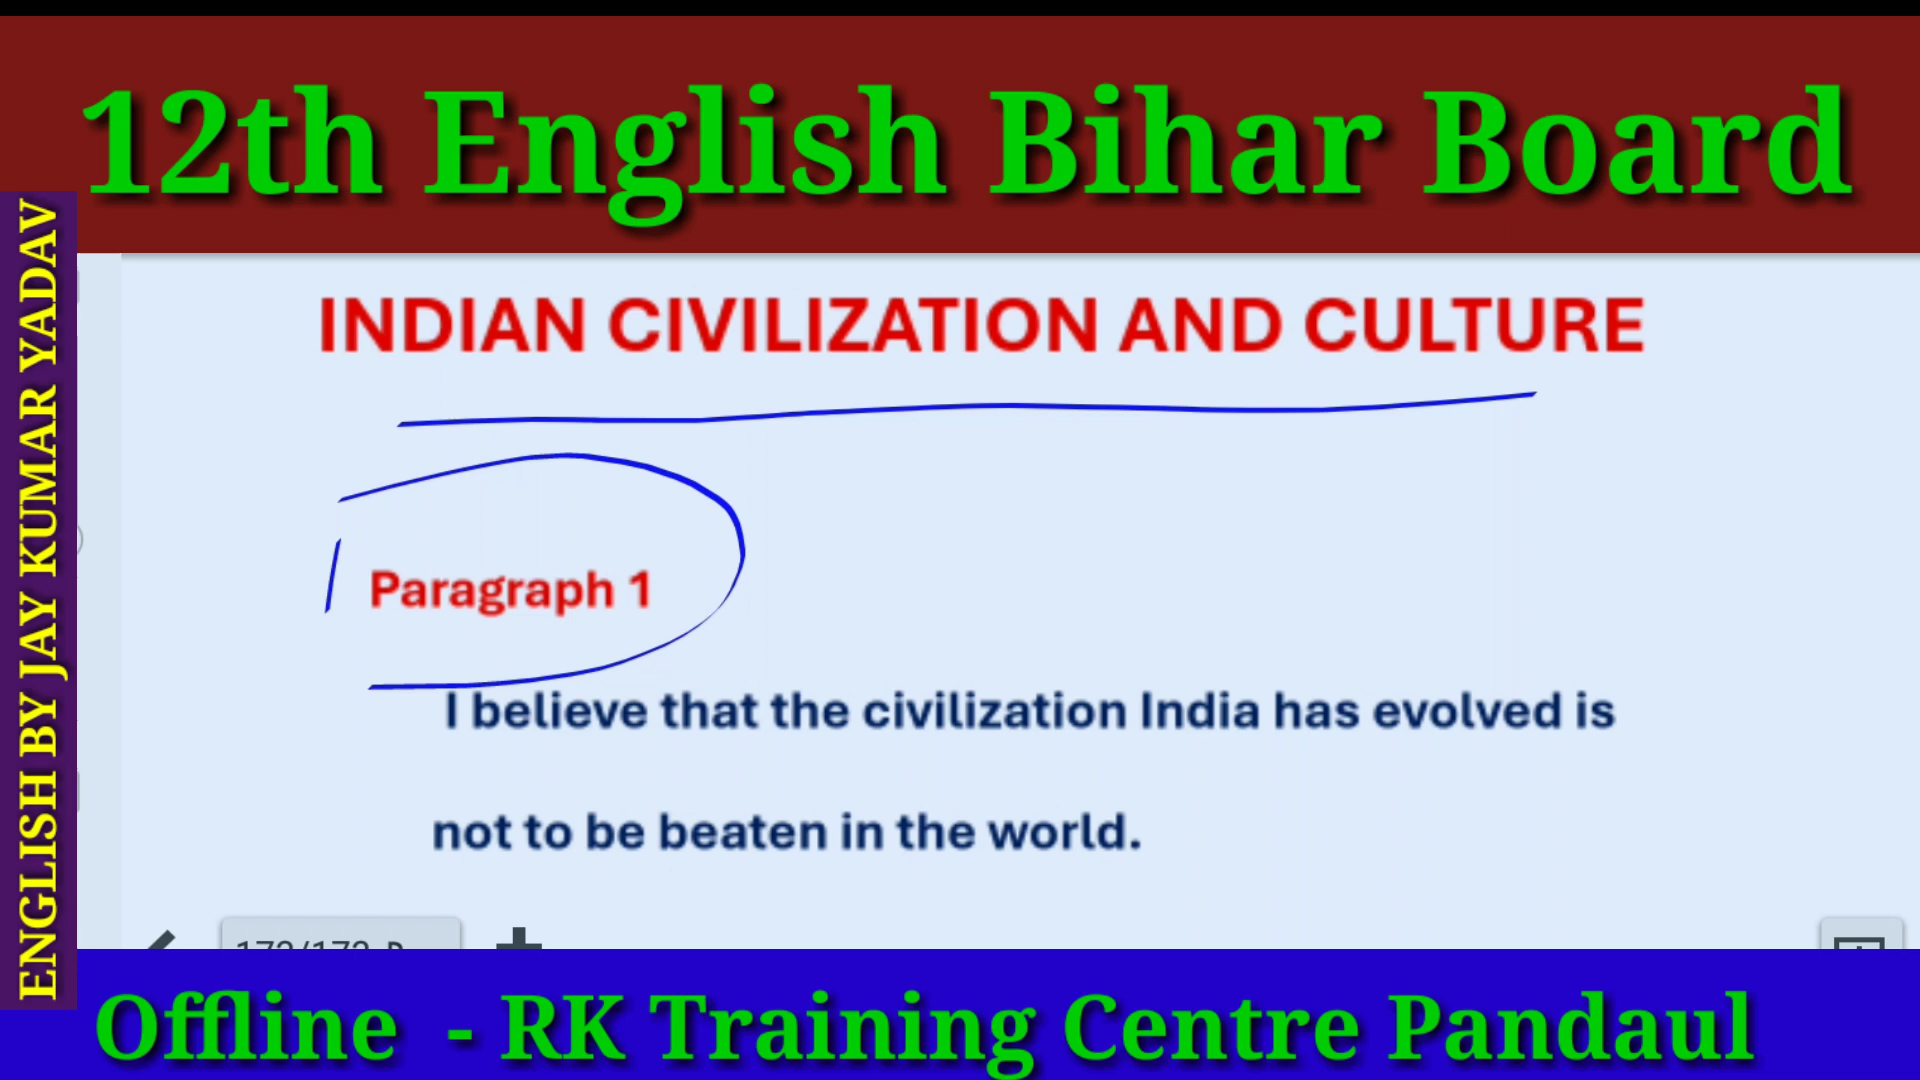 12th English Bihar Board
ENGLISH BY JAY KUMAR YADAV
INDIAN CIVILIZATION AND CULTURE
Paragraph 1
I believe that the civilization India has evolved is
not to be beaten in the world.
Offline - RK Training Centre Pandaul